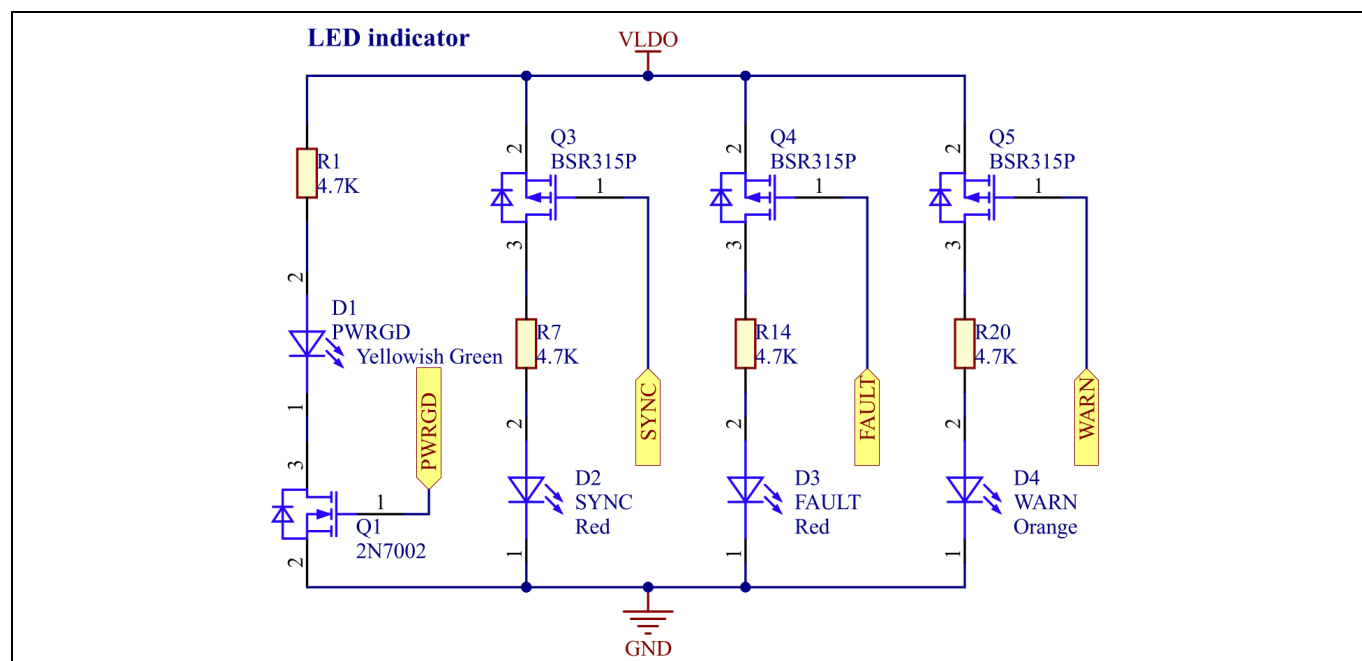 LED indicator
VLDO
R1
4.7K
2
D1
PWRGD
Yellowish Green
1
PWRGD
3
1
Q1
2N7002
2
2
Q3
BSR315P
1
3
R7
4.7K
SYNC
2
D2
SYNC
Red
1
2
Q4
BSR315P
1
3
R14
4.7K
FAULT
2
D3
FAULT
Red
1
2
Q5
BSR315P
1
3
R20
4.7K
WARN
2
D4
WARN
Orange
1
GND